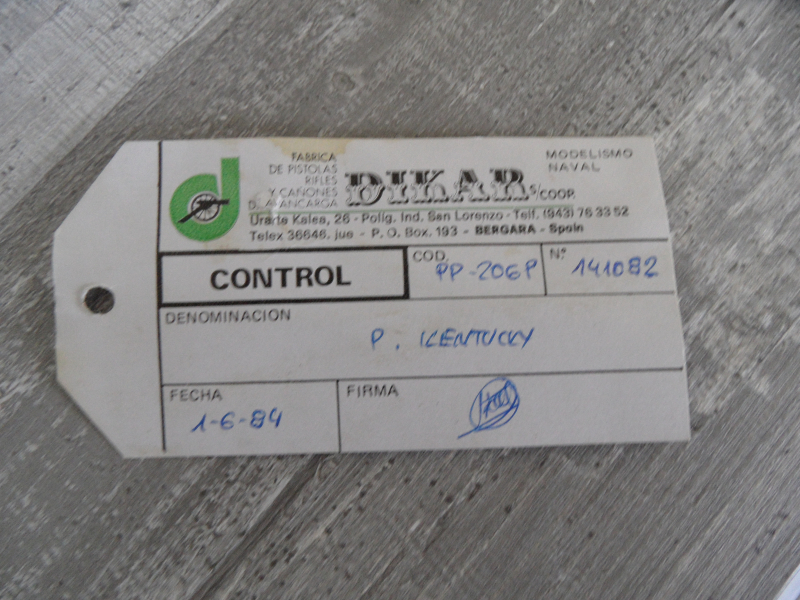 d
FABRICA
DE PISTOLAS
RIFLES
Y CAÑONES
DE AVANCARGA
DIKAR S/COOP.
MODELISMO
NAVAL
Urarte Kalea, 26 - Polig. Ind. San Lorenzo - Telf. (943) 76 33 52
Telex 36646. jue - P. O. Box. 193 - BERGARA - Spain
CONTROL
COD. PP-206P
Nº 141082
DENOMINACION
P. KENTUCKY
FECHA
1-6-84
FIRMA